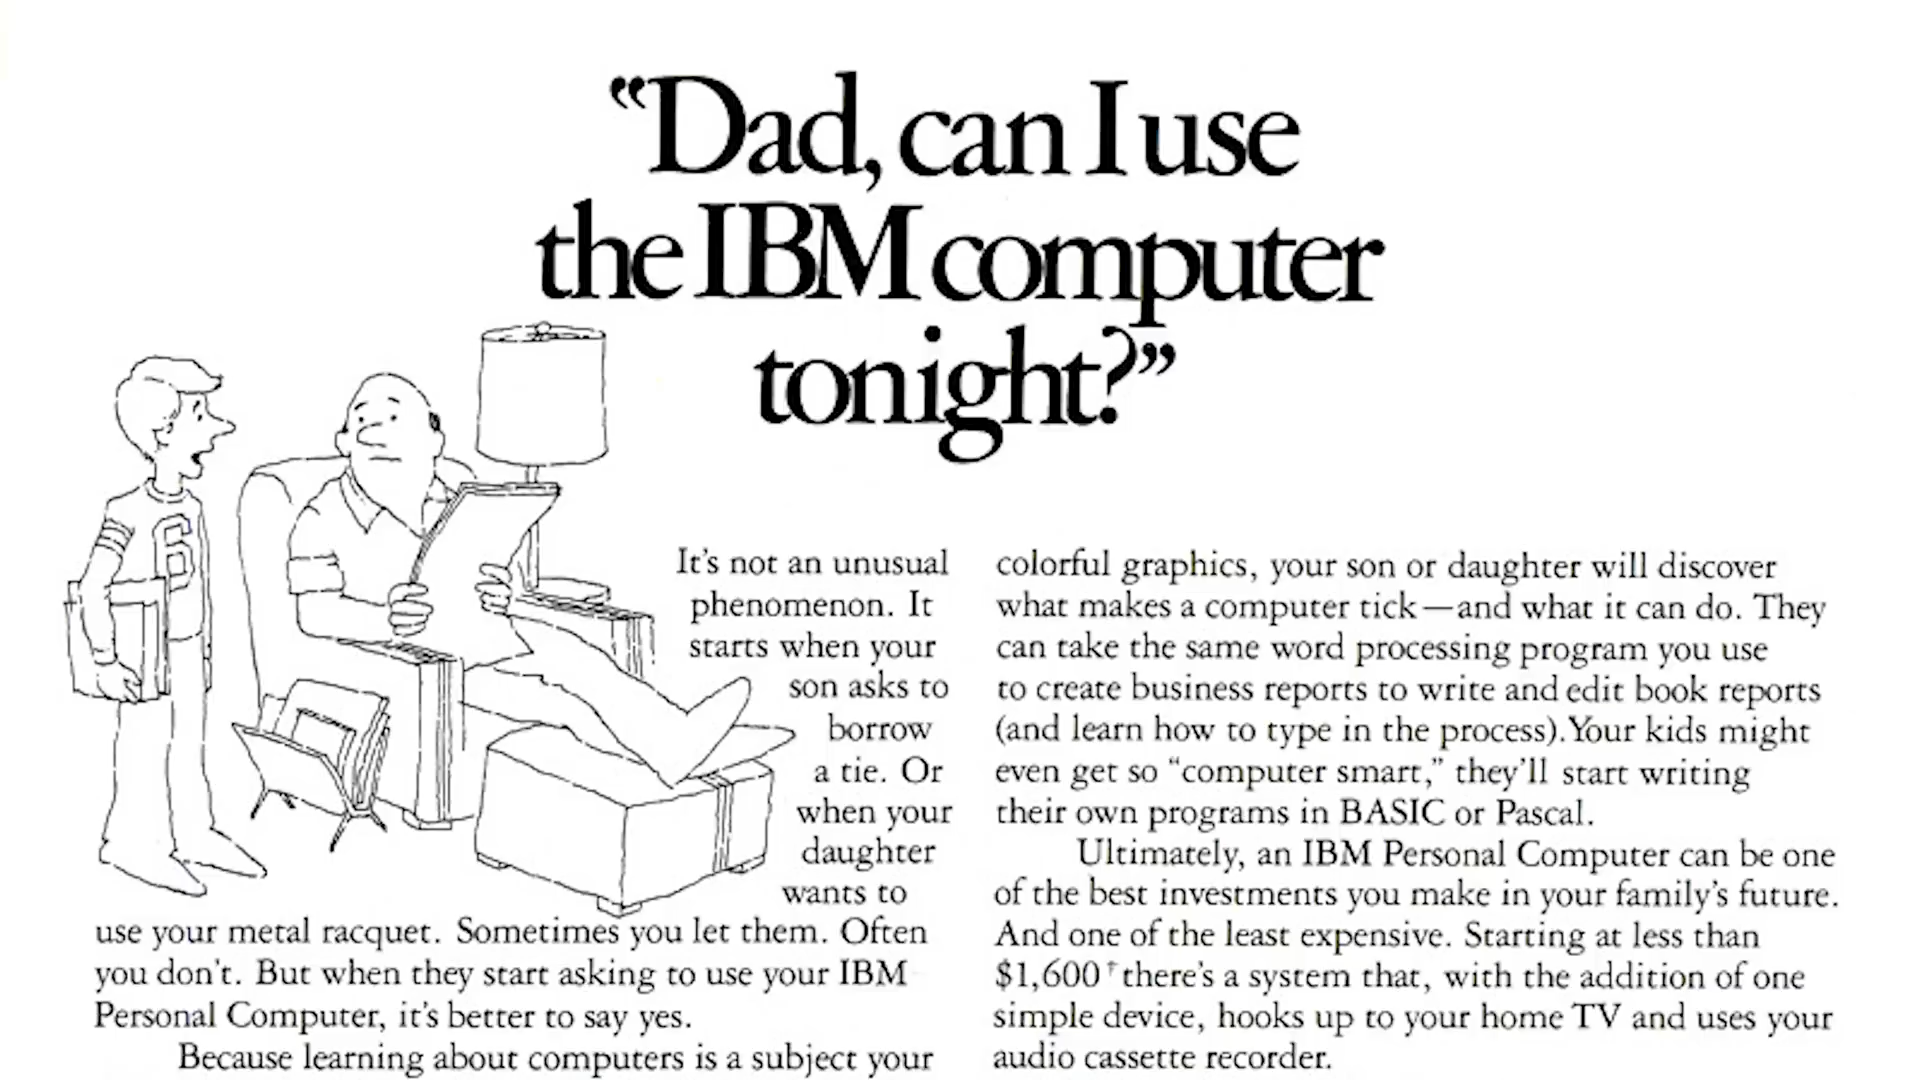 “Dad, can I use
the IBM computer
tonight?”
It’s not an unusual
phenomenon. It
starts when your
son asks to
borrow
a tie. Or
when your
daughter
wants to
use your metal racquet. Sometimes you let them. Often
you don’t. But when they start asking to use your IBM
Personal Computer, it’s better to say yes.
Because learning about computers is a subject your
colorful graphics, your son or daughter will discover
what makes a computer tick—and what it can do. They
can take the same word processing program you use
to create business reports to write and edit book reports
(and learn how to type in the process). Your kids might
even get so “computer smart,” they’ll start writing
their own programs in BASIC or Pascal.
Ultimately, an IBM Personal Computer can be one
of the best investments you make in your family’s future.
And one of the least expensive. Starting at less than
$1,600† there’s a system that, with the addition of one
simple device, hooks up to your home TV and uses your
audio cassette recorder.
6